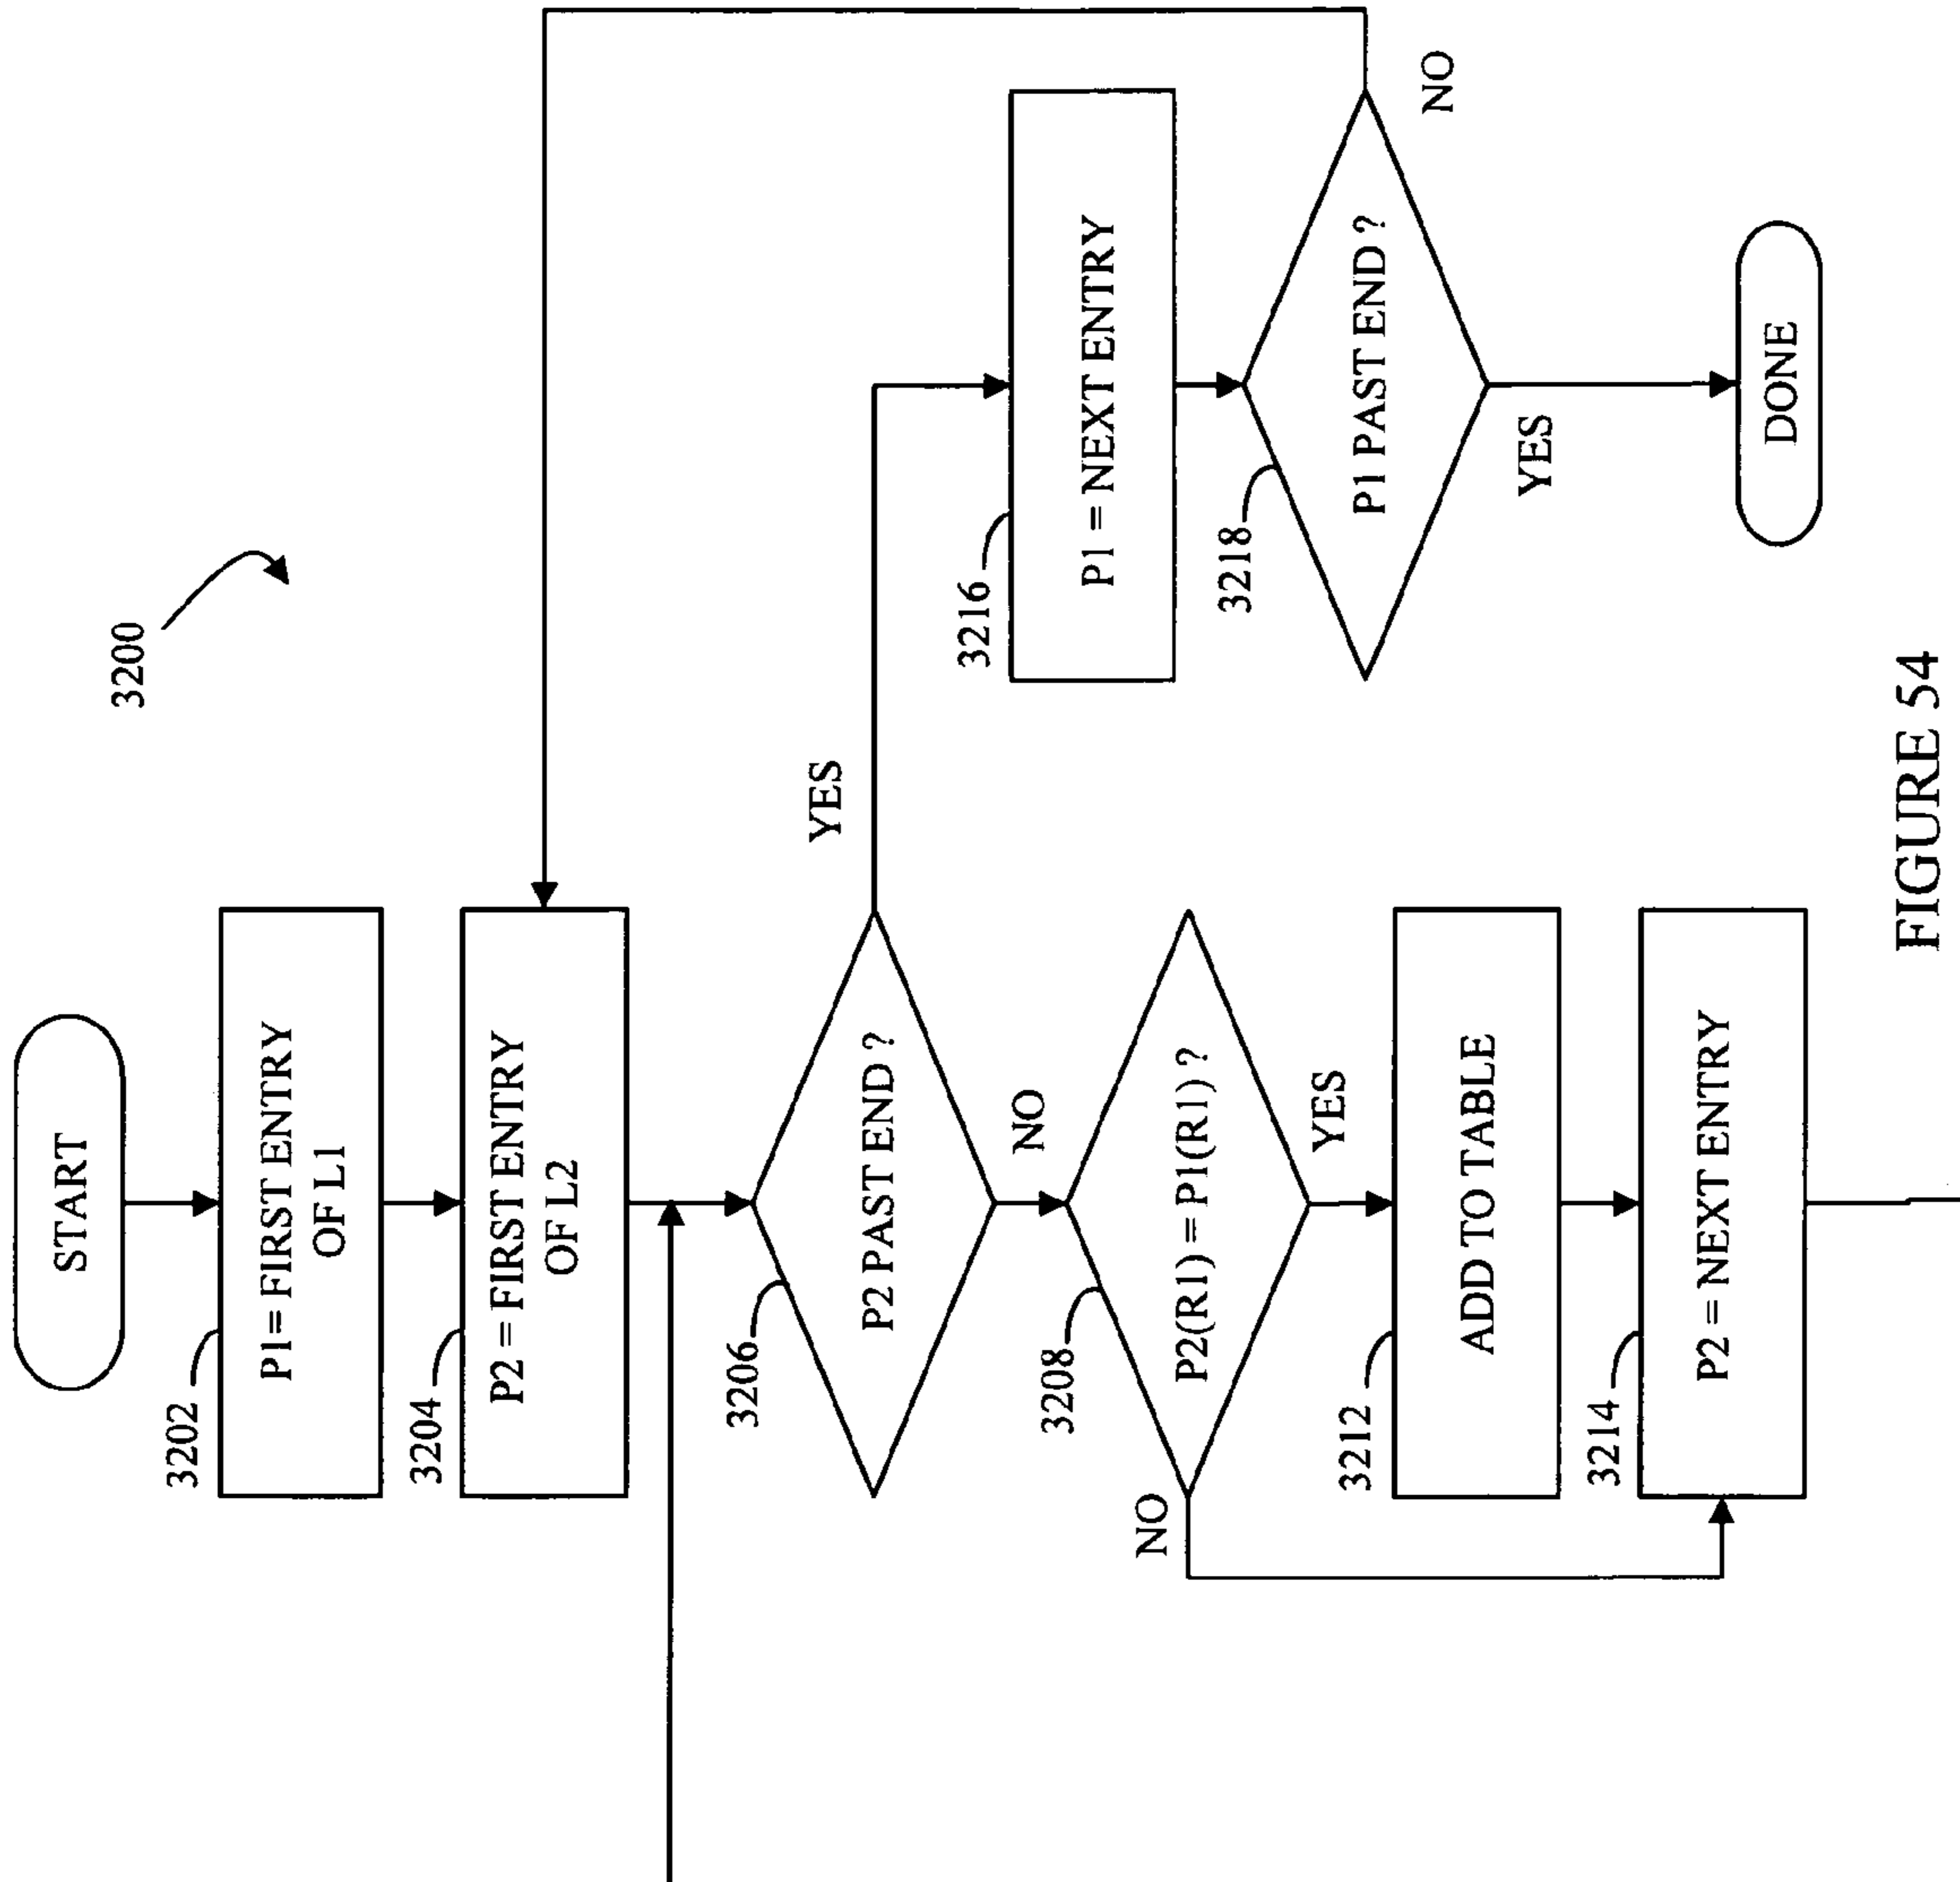 3200
START
3202
P1= FIRST ENTRY
OF L1
3204
P2 = FIRST ENTRY
OF L2
3206
P2 PAST END ?
YES
NO
3208
P2(R1) = P1(R1) ?
NO
YES
3212
ADD TO TABLE
3214
P2 = NEXT ENTRY
3216
P1 = NEXT ENTRY
3218
P1 PAST END ?
NO
YES
DONE
FIGURE 54